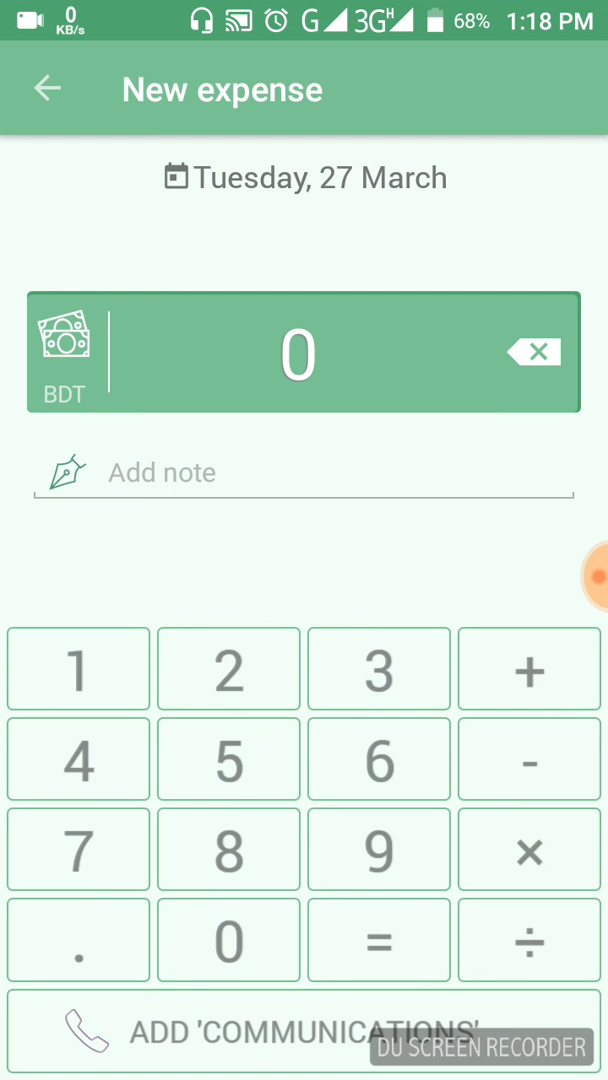 0 KB/s G 3G H 68% 1:18 PM
New expense
Tuesday, 27 March
0
BDT
Add note
1 2 3 +
4 5 6 -
7 8 9 ×
. 0 = ÷
ADD 'COMMUNICATIONS'
DU SCREEN RECORDER